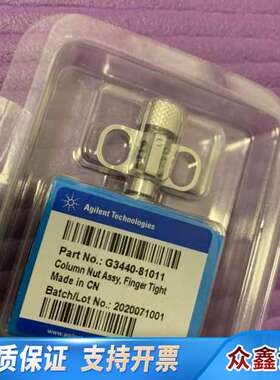 Agilent Technologies
Part No.: G3440-81011
Column Nut Assy, Finger Tight
Made in CN
Batch/Lot No.: 2020071001
质保证
支持开票
众鑫